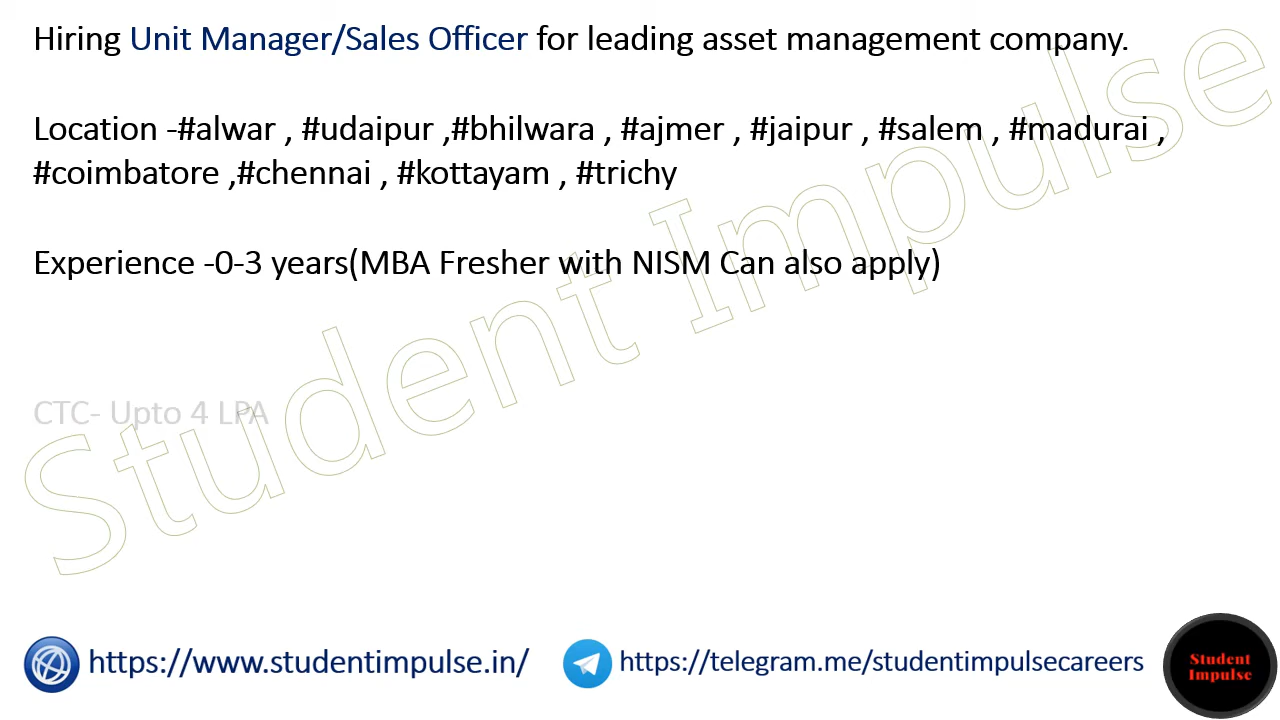 Hiring Unit Manager/Sales Officer for leading asset management company.
Location -#alwar , #udaipur ,#bhilwara , #ajmer , #jaipur , #salem , #madurai ,
#coimbatore ,#chennai , #kottayam , #trichy
Experience -0-3 years(MBA Fresher with NISM Can also apply)
CTC- Upto 4 LPA
Student Impulse
https://www.studentimpulse.in/
https://telegram.me/studentimpulsecareers
Student
Impulse